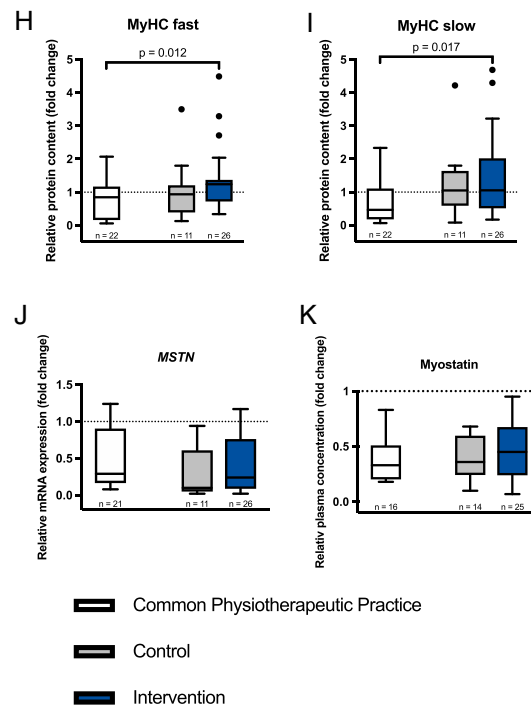 H
MyHC fast
Relative protein content (fold change)
p = 0.012
5
4
3
2
1
0
n = 22
n = 11
n = 26
I
MyHC slow
Relative protein content (fold change)
p = 0.017
5
4
3
2
1
0
n = 22
n = 11
n = 26
J
MSTN
Relative mRNA expression (fold change)
1.5
1.0
0.5
0.0
n = 21
n = 11
n = 26
K
Myostatin
Relativ plasma concentration (fold change)
1
0.5
0.0
n = 16
n = 14
n = 25
Common Physiotherapeutic Practice
Control
Intervention